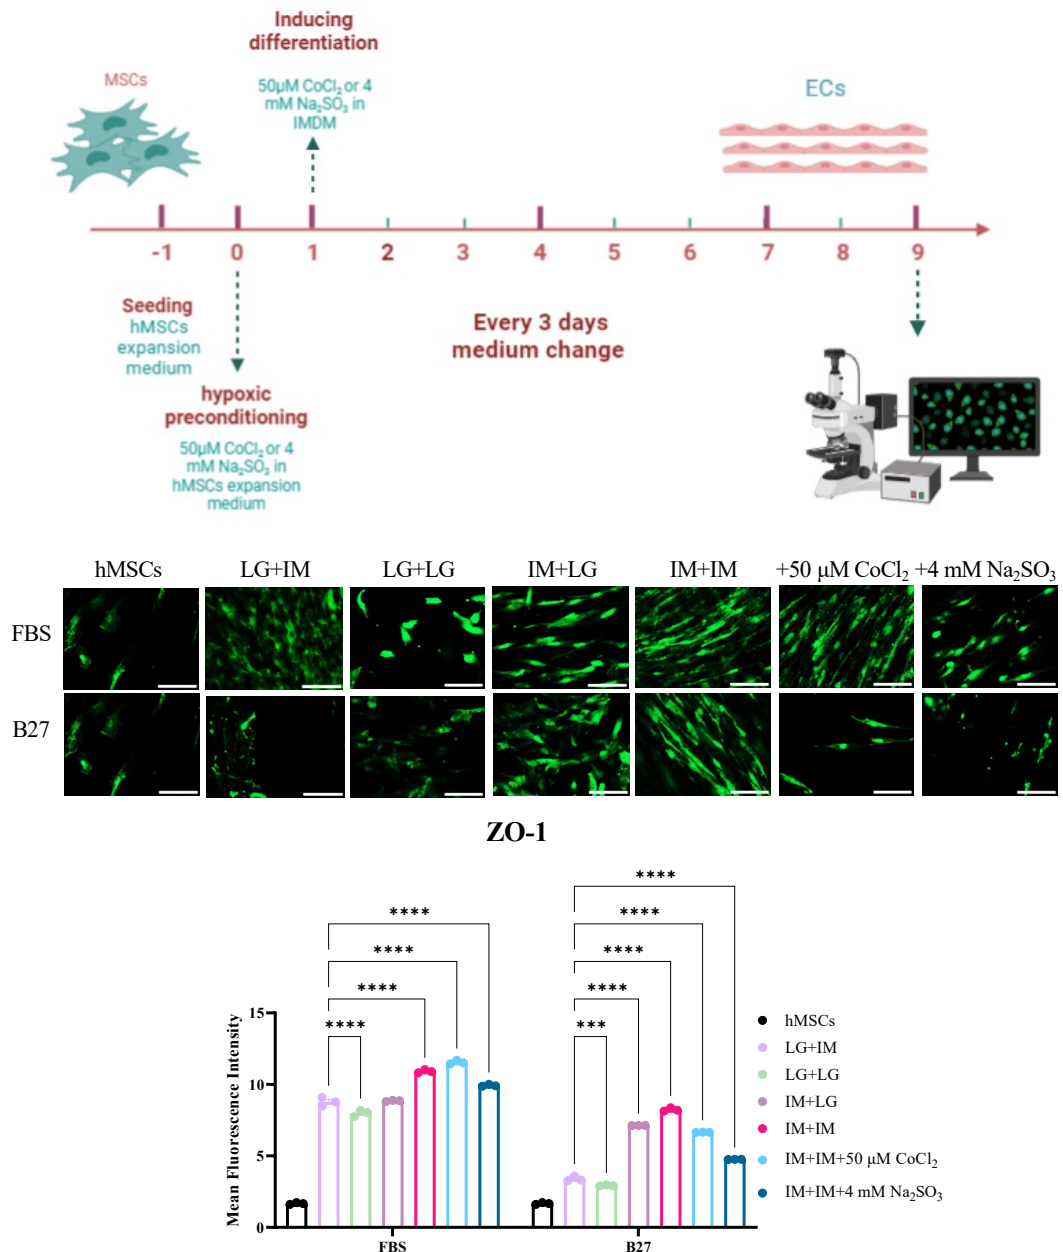 Inducing
differentiation
MSCs
50µM CoCl₂ or 4
mM Na₂SO₃ in
IMDM
ECs
-1 0 1 2 3 4 5 6 7 8 9
Seeding
hMSCs
expansion
medium
Every 3 days
medium change
hypoxic
preconditioning
50µM CoCl₂ or 4
mM Na₂SO₃ in
hMSCs expansion
medium
hMSCs LG+IM LG+LG IM+LG IM+IM +50 µM CoCl₂ +4 mM Na₂SO₃
FBS
B27
ZO-1
****
****
****
****
****
****
****
****
***
Mean Fluorescence Intensity
15
10
5
0
FBS B27
hMSCs
LG+IM
LG+LG
IM+LG
IM+IM
IM+IM+50 µM CoCl₂
IM+IM+4 mM Na₂SO₃